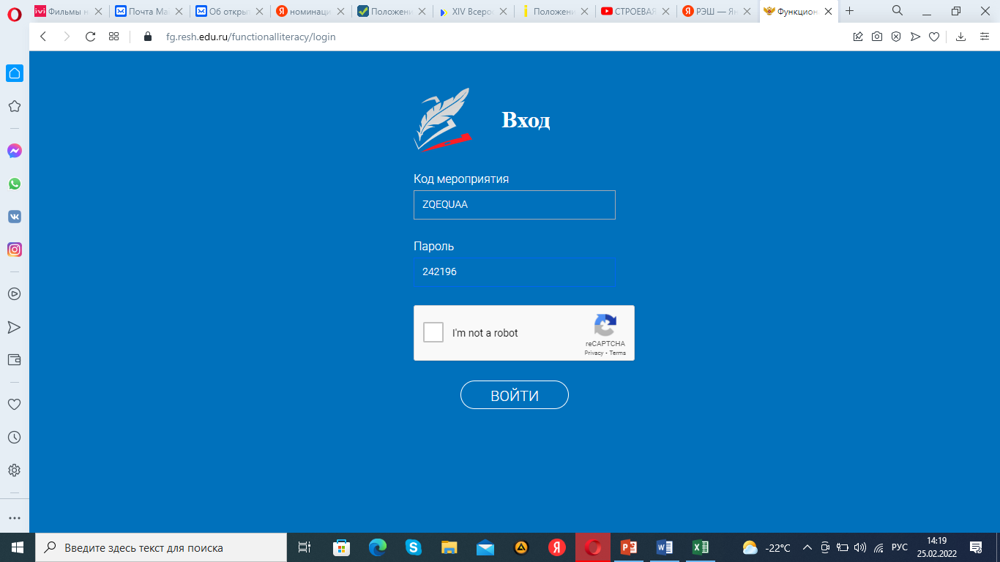 Фильмы н
Почта Ма
Об открыт
номинаци
Положени
XIV Всерос
Положени
СТРОЕВАЯ
РЭШ — Ян
Функцион
fg.resh.edu.ru/functionalliteracy/login
Вход
Код мероприятия
ZQEQUAA
Пароль
242196
I'm not a robot
reCAPTCHA
Privacy - Terms
ВОЙТИ
Введите здесь текст для поиска
-22°C
РУС
14:19
25.02.2022